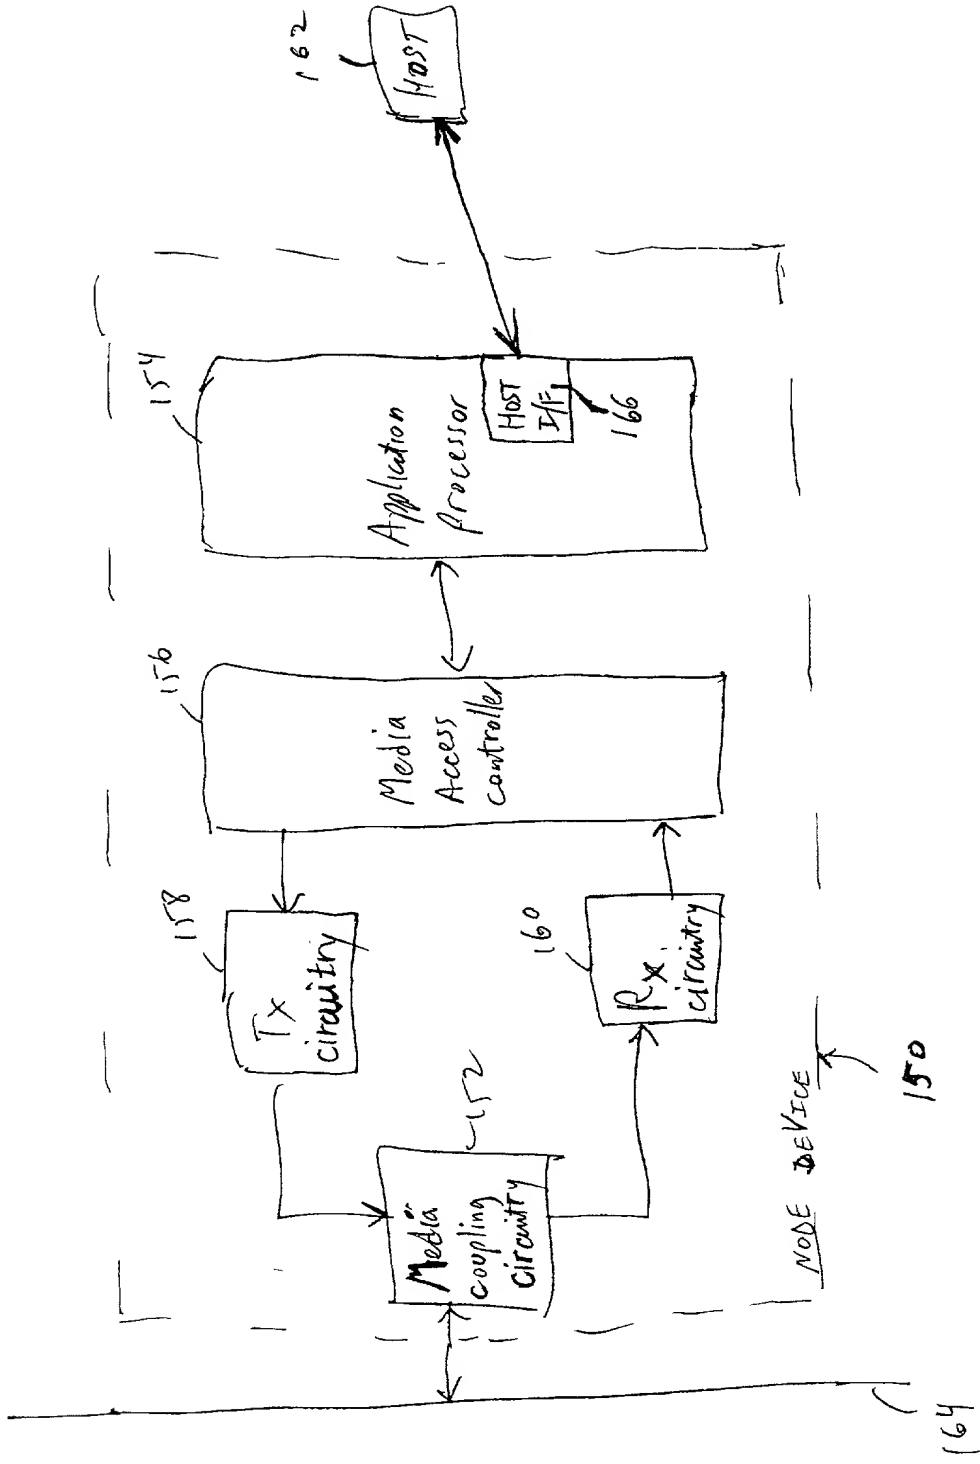 164
Media
coupling
circuitry
152
Tx
circuitry
158
Rx
circuitry
160
Media
Access
controller
156
Application
Processor
154
HOST
I/F
166
HOST
162
NODE DEVICE
150